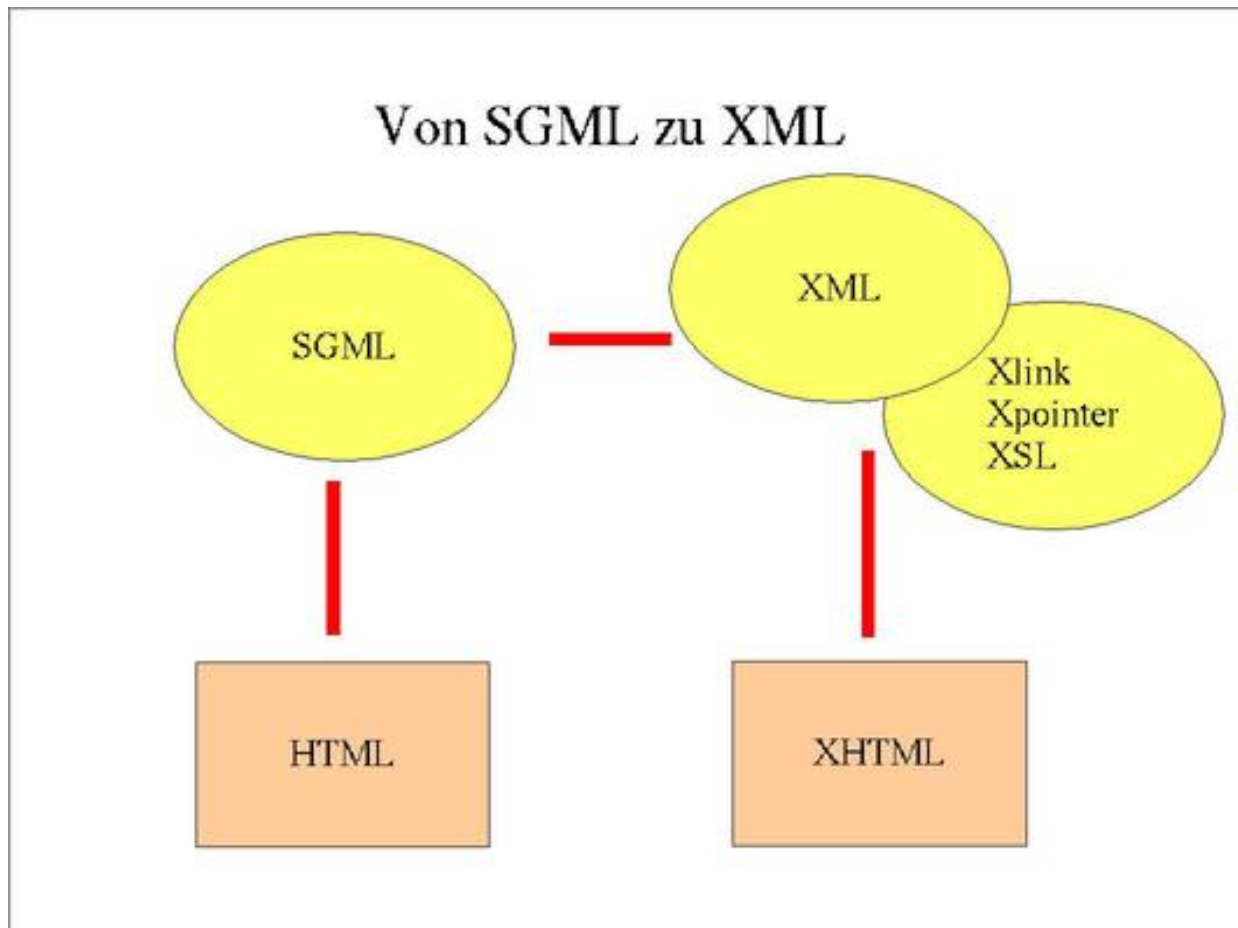 Von SGML zu XML
XML
SGML
Xlink
Xpointer
XSL
HTML
XHTML